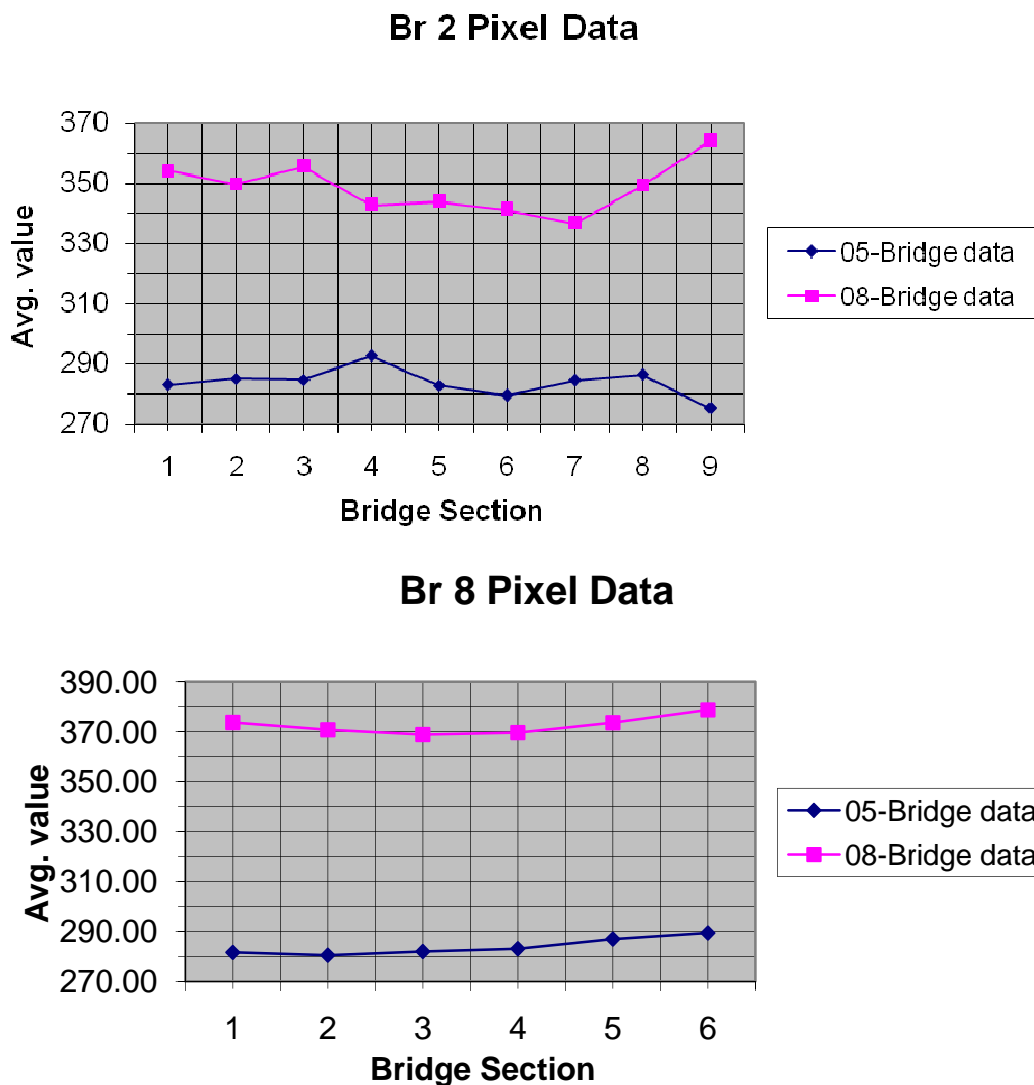 Br 2 Pixel Data
370
350
330
310
290
270
Avg. value
1 2 3 4 5 6 7 8 9
Bridge Section
05-Bridge data
08-Bridge data
Br 8 Pixel Data
390.00
370.00
350.00
330.00
310.00
290.00
270.00
Avg. value
1 2 3 4 5 6
Bridge Section
05-Bridge data
08-Bridge data